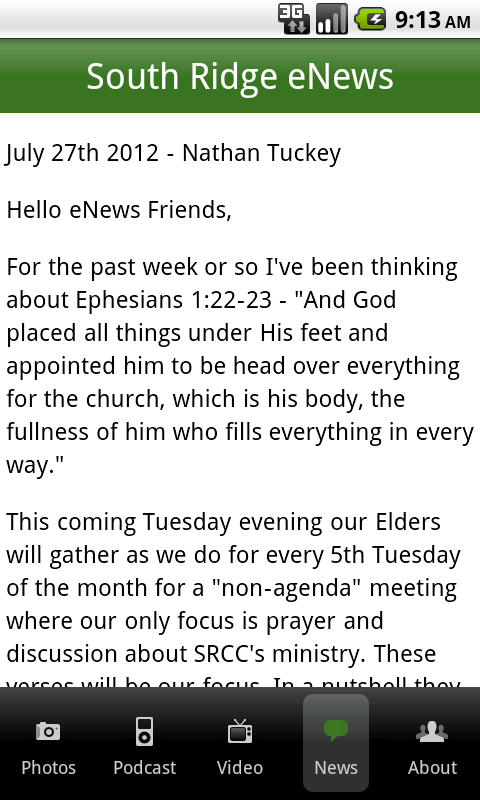 3G 9:13 AM
South Ridge eNews
July 27th 2012 - Nathan Tuckey
Hello eNews Friends,
For the past week or so I've been thinking
about Ephesians 1:22-23 - "And God
placed all things under His feet and
appointed him to be head over everything
for the church, which is his body, the
fullness of him who fills everything in every
way."
This coming Tuesday evening our Elders
will gather as we do for every 5th Tuesday
of the month for a "non-agenda" meeting
where our only focus is prayer and
discussion about SRCC's ministry. These
verses will be our focus. In a nutshell they
Photos Podcast Video News About